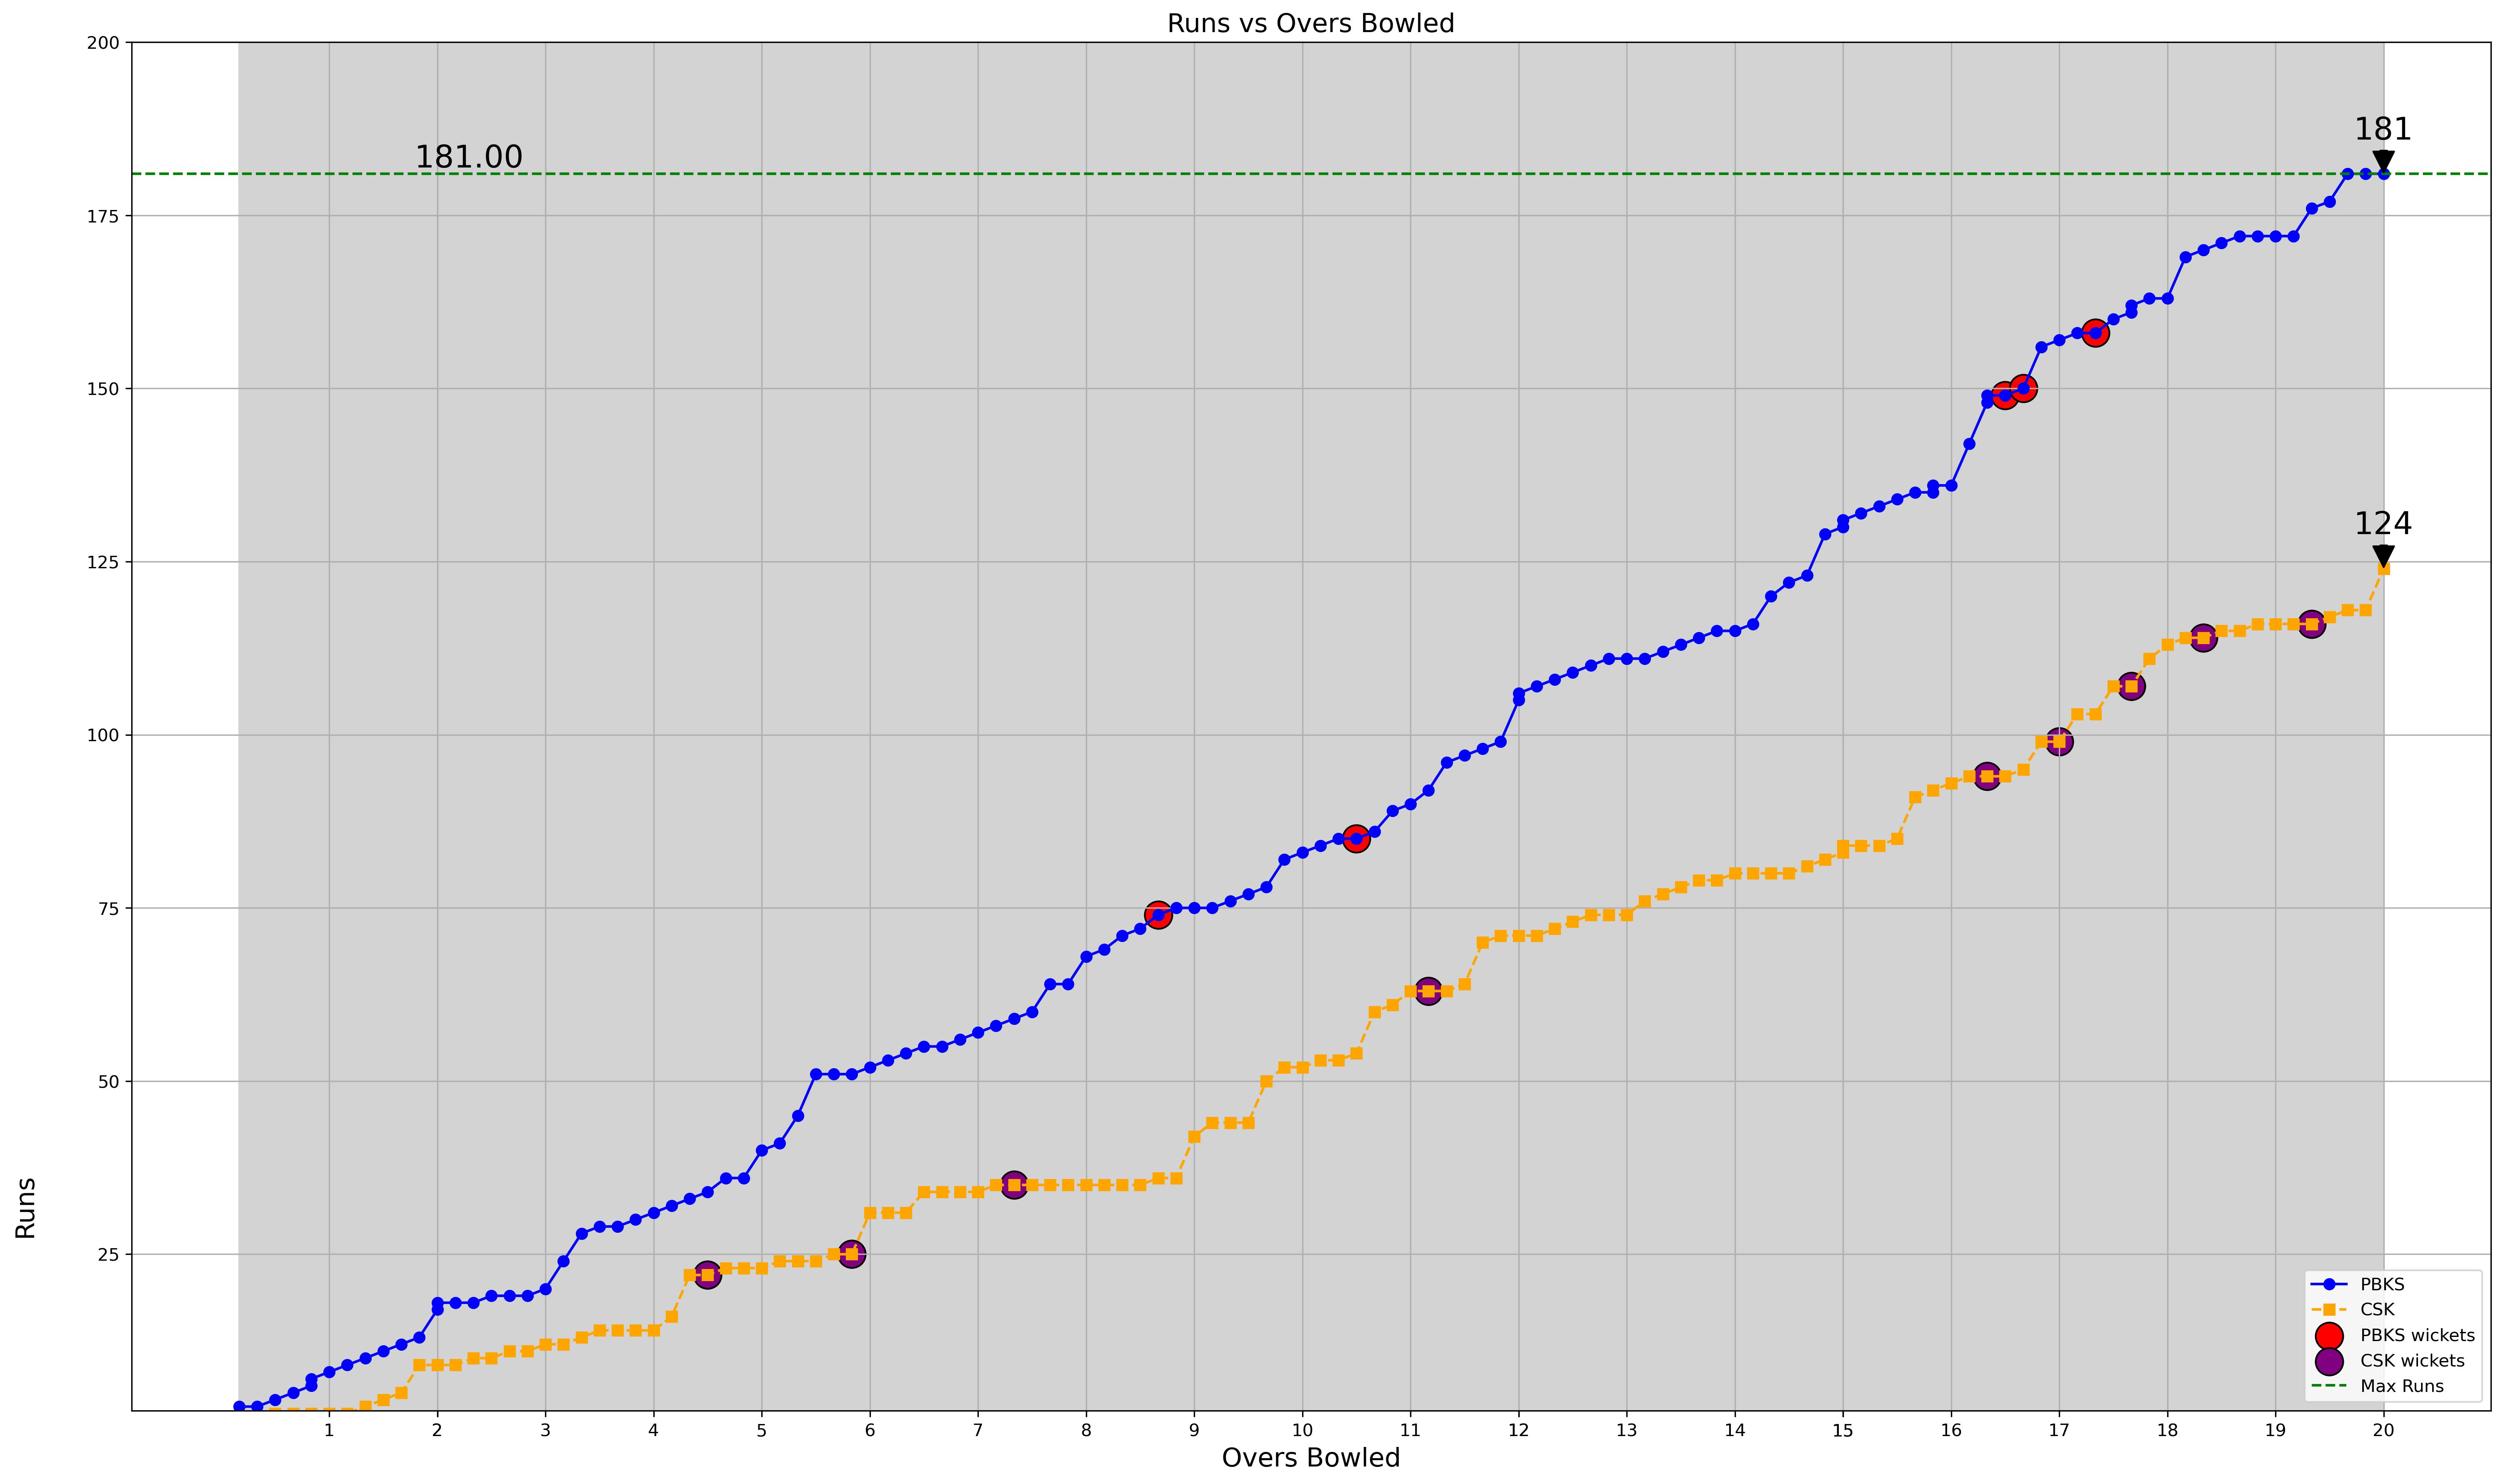 Runs vs Overs Bowled
200
175
150
125
100
75
50
25
Runs
181.00
181
124
PBKS
CSK
PBKS wickets
CSK wickets
Max Runs
1 2 3 4 5 6 7 8 9 10 11 12 13 14 15 16 17 18 19 20
Overs Bowled